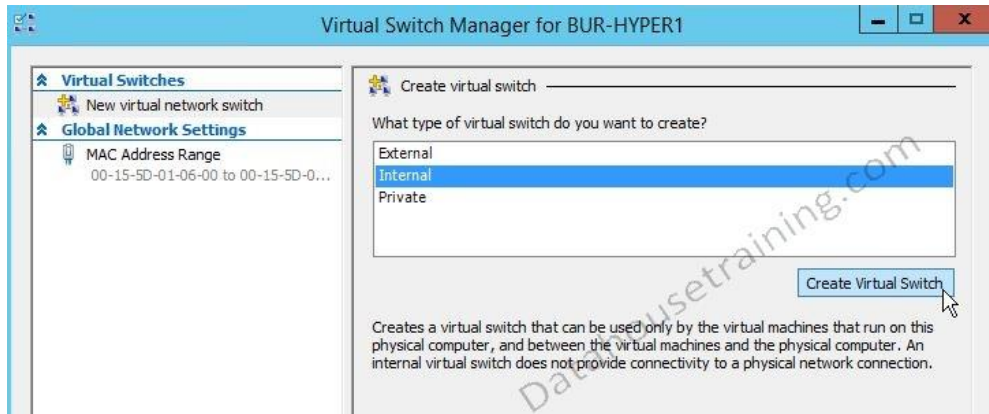 Virtual Switch Manager for BUR-HYPER1
Virtual Switches
New virtual network switch
Global Network Settings
MAC Address Range
00-15-5D-01-06-00 to 00-15-5D-0...
Create virtual switch
What type of virtual switch do you want to create?
External
Internal
Private
Create Virtual Switch
Creates a virtual switch that can be used only by the virtual machines that run on this
physical computer, and between the virtual machines and the physical computer. An
internal virtual switch does not provide connectivity to a physical network connection.
Datahousetraining.com